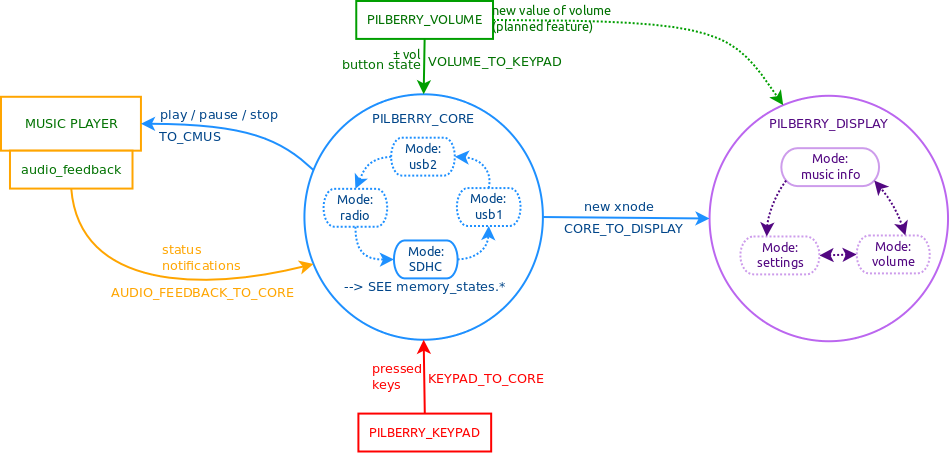 PILBERRY_VOLUME
new value of volume
(planned feature)
± vol
button state
VOLUME_TO_KEYPAD
MUSIC PLAYER
audio_feedback
play / pause / stop
TO_CMUS
PILBERRY_CORE
Mode:
usb2
Mode:
radio
Mode:
usb1
Mode:
SDHC
--> SEE memory_states.*
new xnode
CORE_TO_DISPLAY
PILBERRY_DISPLAY
Mode:
music info
Mode:
settings
Mode:
volume
status
notifications
AUDIO_FEEDBACK_TO_CORE
pressed
keys
KEYPAD_TO_CORE
PILBERRY_KEYPAD